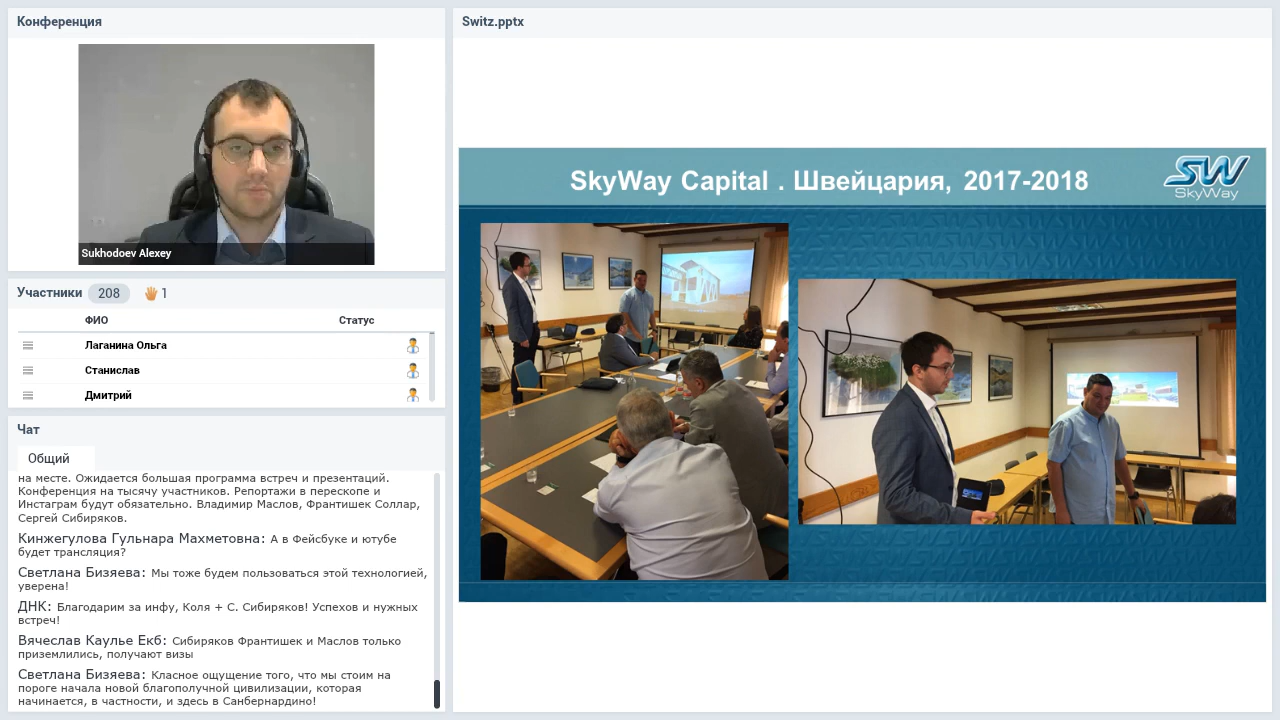 Конференция
Sukhodoev Alexey
Участники 208 1
ФИО Статус
Лаганина Ольга
Станислав
Дмитрий
Чат
Общий
на месте. Ожидается большая программа встреч и презентаций.
Конференция на тысячу участников. Репортажи в перескопе и
Инстаграм будут обязательно. Владимир Маслов, Франтишек Соллар,
Сергей Сибиряков.
Кинжегулова Гульнара Махметовна: А в Фейсбуке и ютубе
будет трансляция?
Светлана Бизяева: Мы тоже будем пользоваться этой технологией,
уверена!
ДНК: Благодарим за инфу, Коля + С. Сибиряков! Успехов и нужных
встреч!
Вячеслав Каулье Екб: Сибиряков Франтишек и Маслов только
приземлились, получают визы
Светлана Бизяева: Класное ощущение того, что мы стоим на
пороге начала новой благополучной цивилизации, которая
начинается, в частности, и здесь в Санбернардино!
Switz.pptx
SkyWay Capital . Швейцария, 2017-2018
SW
SkyWay